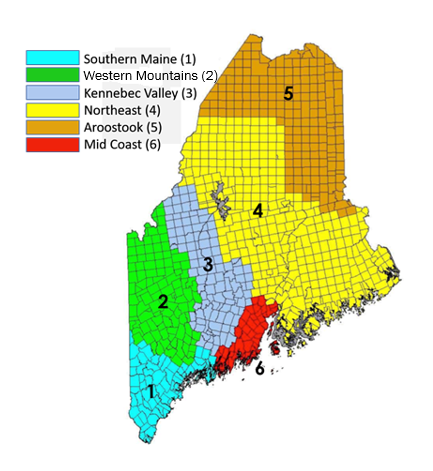 Southern Maine (1)
Western Mountains (2)
Kennebec Valley (3)
Northeast (4)
Aroostook (5)
Mid Coast (6)
5
4
3
2
6
1